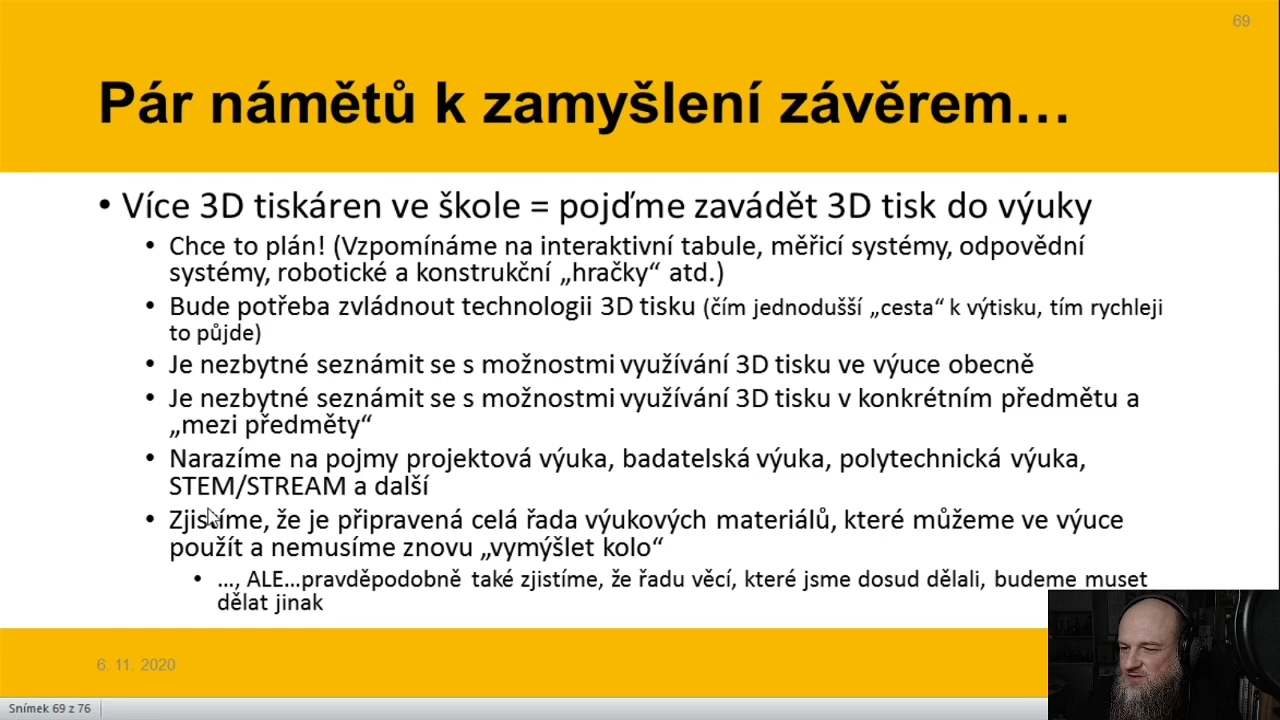 69
Pár námětů k zamyšlení závěrem…
• Více 3D tiskáren ve škole = pojďme zavádět 3D tisk do výuky
• Chce to plán! (Vzpomínáme na interaktivní tabule, měřicí systémy, odpovědní
systémy, robotické a konstrukční „hračky“ atd.)
• Bude potřeba zvládnout technologii 3D tisku (čím jednodušší „cesta“ k výtisku, tím rychleji
to půjde)
• Je nezbytné seznámit se s možnostmi využívání 3D tisku ve výuce obecně
• Je nezbytné seznámit se s možnostmi využívání 3D tisku v konkrétním předmětu a
„mezi předměty“
• Narazíme na pojmy projektová výuka, badatelská výuka, polytechnická výuka,
STEM/STREAM a další
• Zjistíme, že je připravená celá řada výukových materiálů, které můžeme ve výuce
použít a nemusíme znovu „vymýšlet kolo“
• …, ALE…pravděpodobně také zjistíme, že řadu věcí, které jsme dosud dělali, budeme muset
dělat jinak
6. 11. 2020
Snímek 69 z 76